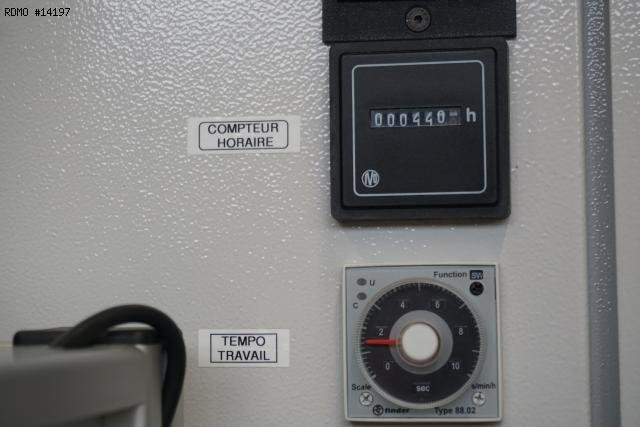 RDMO #14197
COMPTEUR
HORAIRE
000440 h
Function SW
U
C
4 6
2 8
0 10
sec
TEMPO
TRAVAIL
Scale s/min/h
finder Type 88.02